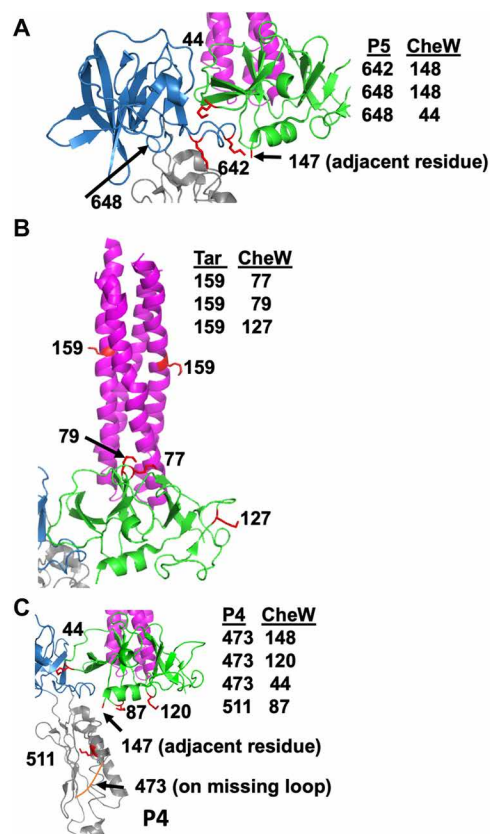 A
44
P5 CheW
642 148
648 148
648 44
642
147 (adjacent residue)
648
B
Tar CheW
159 77
159 79
159 127
159
159
79
77
127
C
44
P4 CheW
473 148
473 120
473 44
511 87
87 120
147 (adjacent residue)
511
473 (on missing loop)
P4